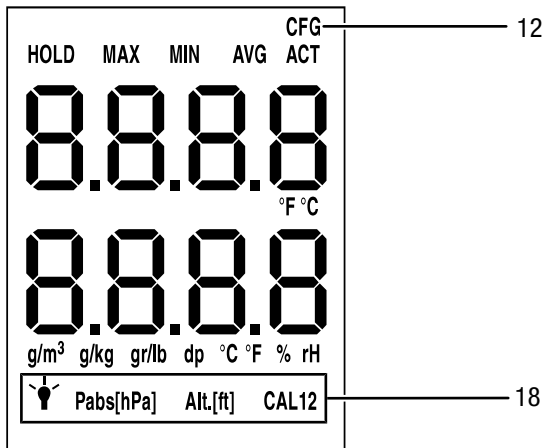 CFG
12
HOLD MAX MIN AVG ACT
8.8.8.8
°F °C
8.8.8.8
g/m³ g/kg gr/lb dp °C °F % rH
Pabs[hPa] Alt.[ft] CAL12
18